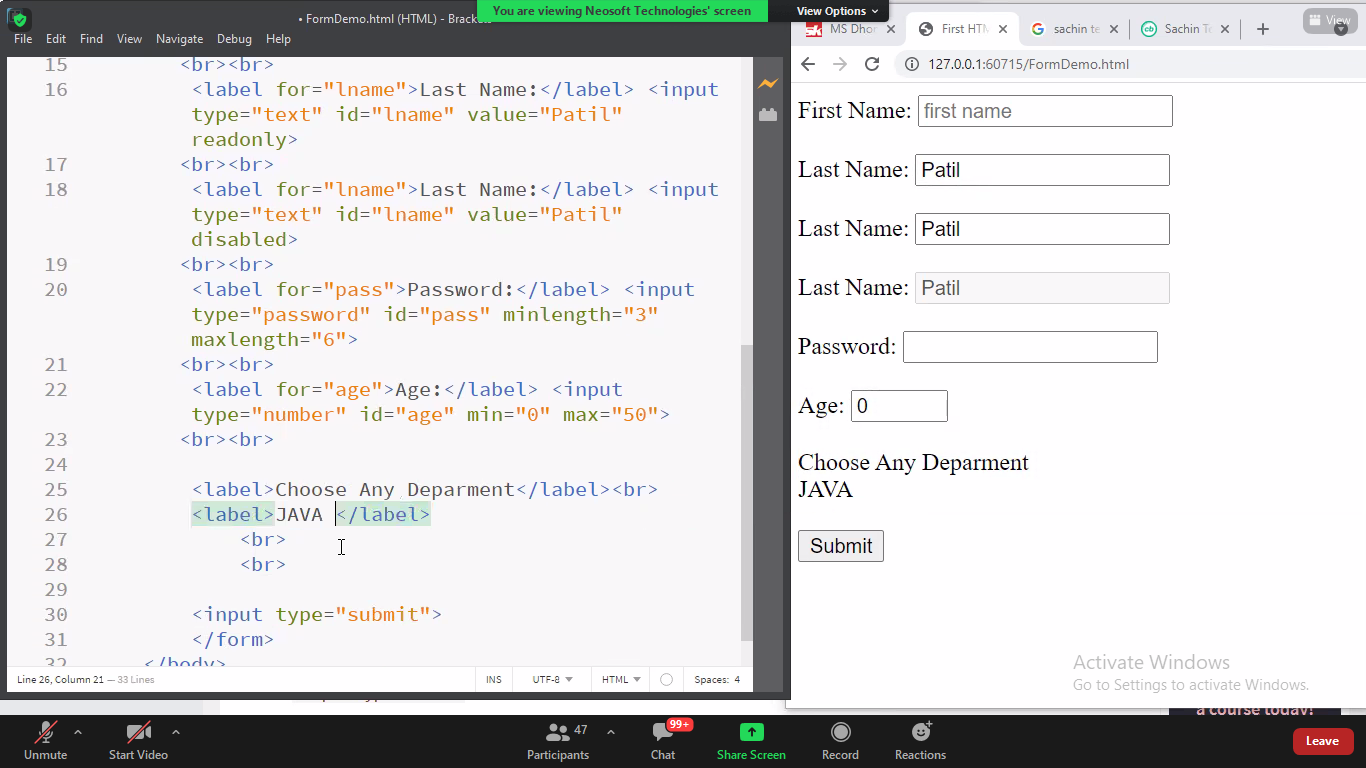 You are viewing Neosoft Technologies' screen
View Options
• FormDemo.html (HTML) - Brackets
File Edit Find View Navigate Debug Help
15 <br><br>
16 <label for="lname">Last Name:</label> <input
type="text" id="lname" value="Patil"
readonly>
17 <br><br>
18 <label for="lname">Last Name:</label> <input
type="text" id="lname" value="Patil"
disabled>
19 <br><br>
20 <label for="pass">Password:</label> <input
type="password" id="pass" minlength="3"
maxlength="6">
21 <br><br>
22 <label for="age">Age:</label> <input
type="number" id="age" min="0" max="50">
23 <br><br>
24
25 <label>Choose Any Deparment</label><br>
26 <label>JAVA </label>
27 <br>
28 <br>
29
30 <input type="submit">
31 </form>
32 </body>
Line 26, Column 21 — 33 Lines
INS UTF-8 HTML Spaces: 4
MS Dhon
First HTM
sachin te
Sachin To
View
127.0.0.1:60715/FormDemo.html
First Name: first name
Last Name: Patil
Last Name: Patil
Last Name: Patil
Password:
Age: 0
Choose Any Deparment
JAVA
Submit
Activate Windows
Go to Settings to activate Windows.
a course today!
Unmute
Start Video
47
Participants
99+
Chat
Share Screen
Record
Reactions
Leave